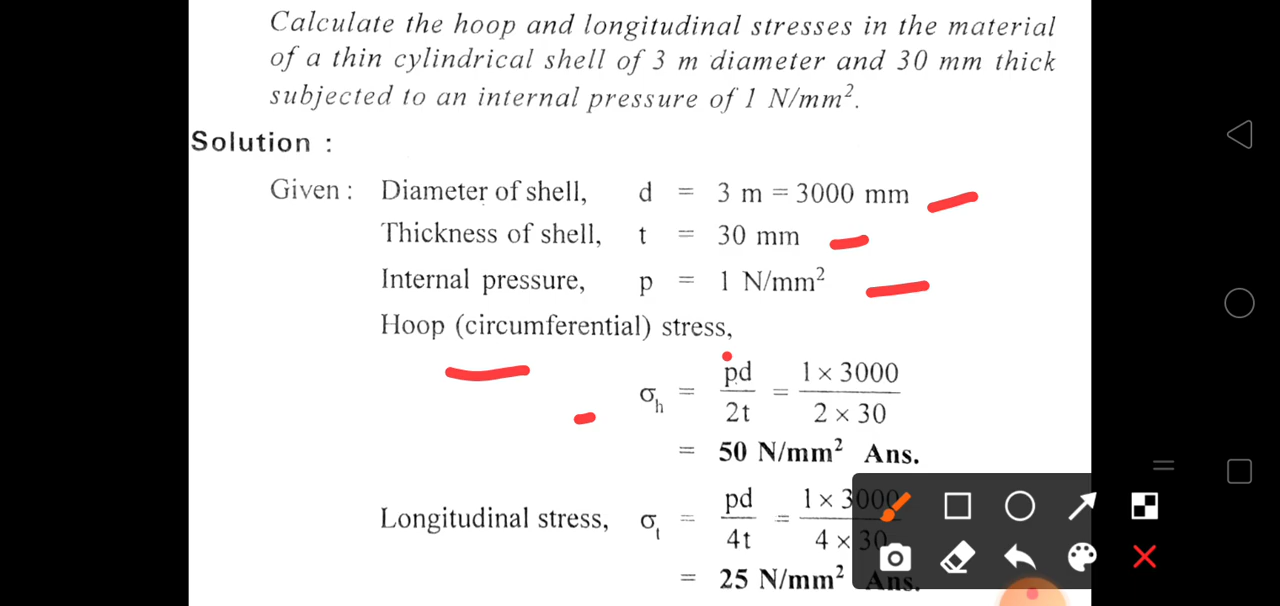 Calculate the hoop and longitudinal stresses in the material
of a thin cylindrical shell of 3 m diameter and 30 mm thick
subjected to an internal pressure of 1 N/mm².
Solution :
Given : Diameter of shell, d = 3 m = 3000 mm
Thickness of shell, t = 30 mm
Internal pressure, p = 1 N/mm²
Hoop (circumferential) stress,
σh = pd/2t = 1 × 3000/2 × 30
= 50 N/mm² Ans.
Longitudinal stress, σl = pd/4t = 1 × 3000/4 × 30
= 25 N/mm² Ans.